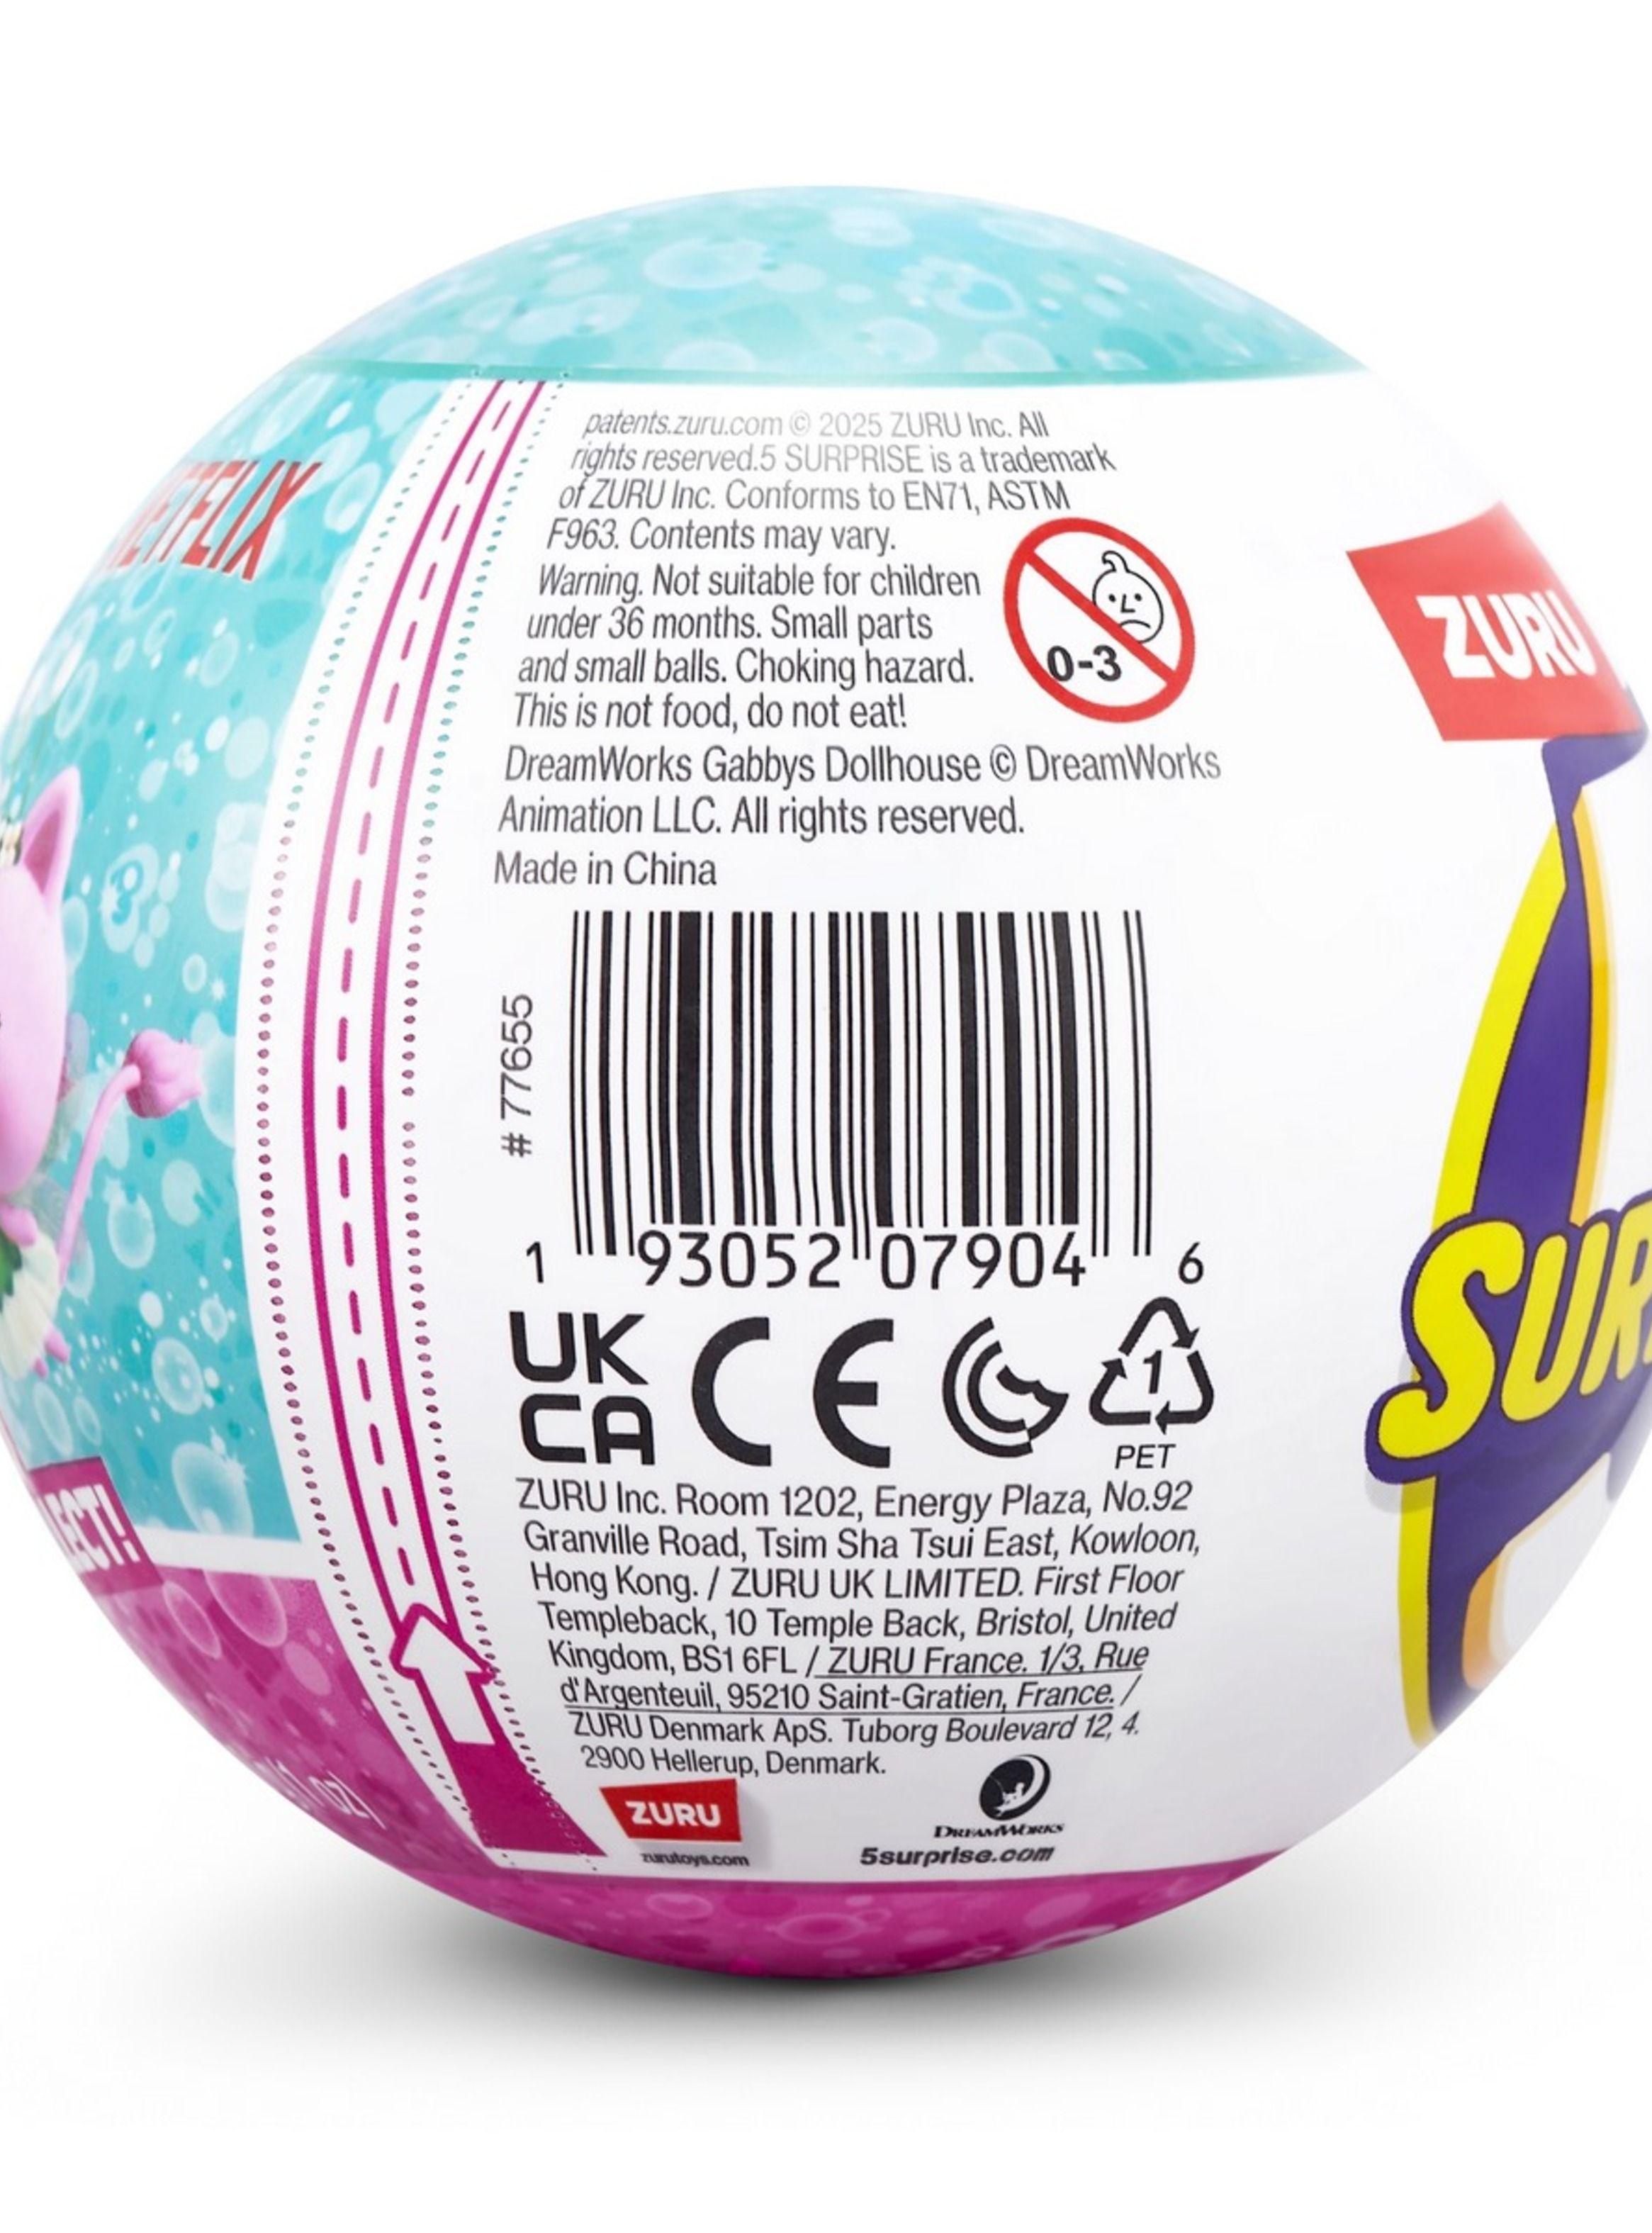 NETFLIX
patents.zuru.com © 2025 ZURU Inc. All
rights reserved.5 SURPRISE is a trademark
of ZURU Inc. Conforms to EN71, ASTM
F963. Contents may vary.
Warning. Not suitable for children
under 36 months. Small parts
and small balls. Choking hazard.
This is not food, do not eat!
0-3
DreamWorks Gabbys Dollhouse © DreamWorks
Animation LLC. All rights reserved.
Made in China
# 77655
1 93052 07904 6
UK
CA
CE
1
PET
ZURU Inc. Room 1202, Energy Plaza, No.92
Granville Road, Tsim Sha Tsui East, Kowloon,
Hong Kong. / ZURU UK LIMITED. First Floor
Templeback, 10 Temple Back, Bristol, United
Kingdom, BS1 6FL / ZURU France. 1/3, Rue
d'Argenteuil, 95210 Saint-Gratien, France. /
ZURU Denmark ApS. Tuborg Boulevard 12, 4.
2900 Hellerup, Denmark.
ZURU
zurutoys.com
DREAMWORKS
5surprise.com
ZURU
SUR
LECT!
oz)